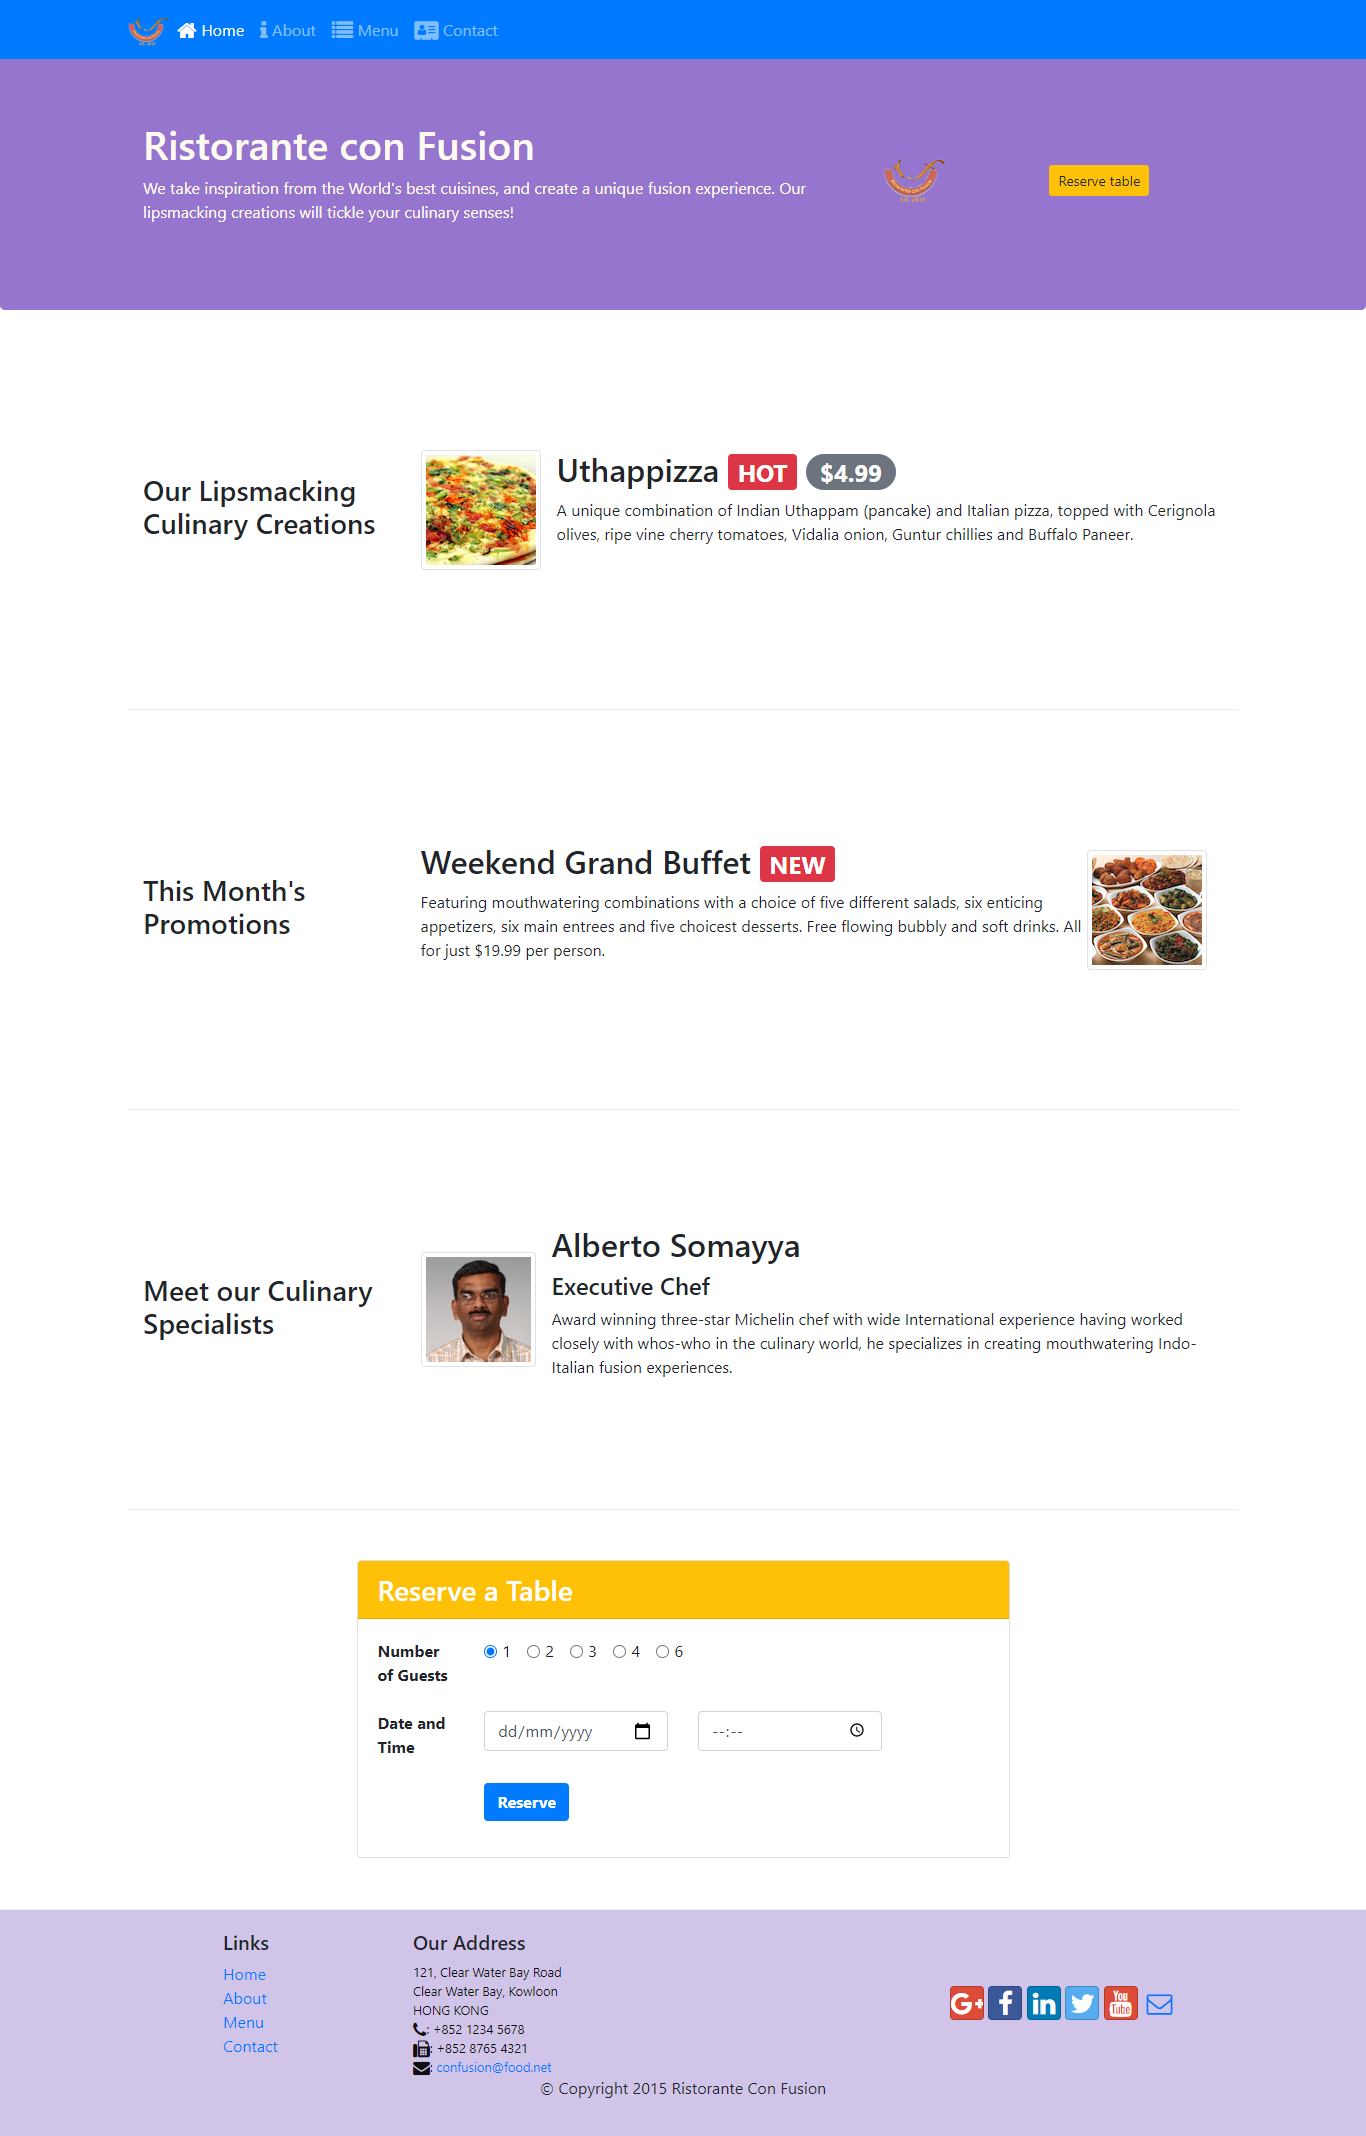 Home About Menu Contact
Ristorante con Fusion
We take inspiration from the World's best cuisines, and create a unique fusion experience. Our
lipsmacking creations will tickle your culinary senses!
Reserve table
Our Lipsmacking
Culinary Creations
Uthappizza HOT $4.99
A unique combination of Indian Uthappam (pancake) and Italian pizza, topped with Cerignola
olives, ripe vine cherry tomatoes, Vidalia onion, Guntur chillies and Buffalo Paneer.
This Month's
Promotions
Weekend Grand Buffet NEW
Featuring mouthwatering combinations with a choice of five different salads, six enticing
appetizers, six main entrees and five choicest desserts. Free flowing bubbly and soft drinks. All
for just $19.99 per person.
Meet our Culinary
Specialists
Alberto Somayya
Executive Chef
Award winning three-star Michelin chef with wide International experience having worked
closely with whos-who in the culinary world, he specializes in creating mouthwatering Indo-
Italian fusion experiences.
Reserve a Table
Number
of Guests
1 2 3 4 6
Date and
Time
dd/mm/yyyy
--:--
Reserve
Links
Home
About
Menu
Contact
Our Address
121, Clear Water Bay Road
Clear Water Bay, Kowloon
HONG KONG
: +852 1234 5678
: +852 8765 4321
: confusion@food.net
G+ f in You Tube
© Copyright 2015 Ristorante Con Fusion